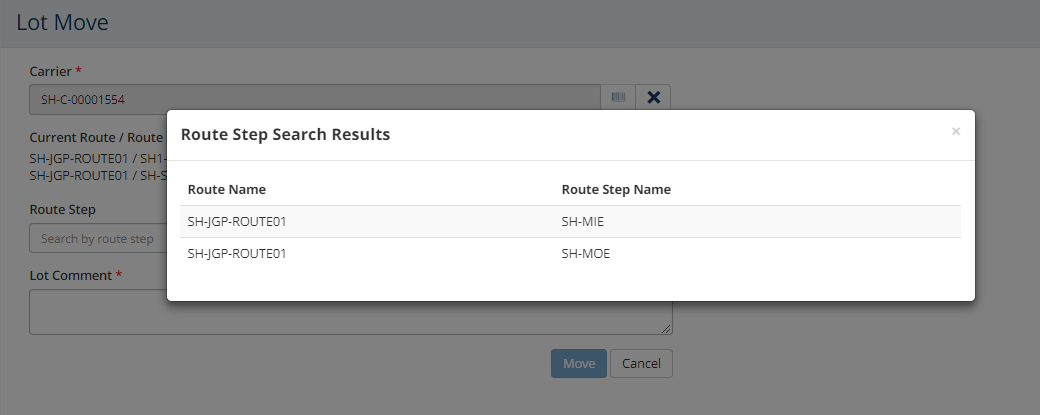 Lot Move
Carrier *
SH-C-00001554
Current Route / Route
SH-JGP-ROUTE01 / SH1-
SH-JGP-ROUTE01 / SH-S
Route Step
Search by route step
Lot Comment *
Route Step Search Results
×
Route Name Route Step Name
SH-JGP-ROUTE01 SH-MIE
SH-JGP-ROUTE01 SH-MOE
Move Cancel